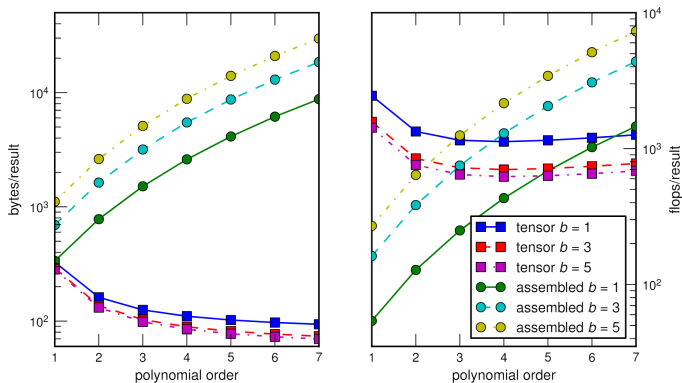 10^4
10^3
10^2
bytes/result
1 2 3 4 5 6 7
polynomial order
10^4
10^3
10^2
flops/result
1 2 3 4 5 6 7
polynomial order
tensor b = 1
tensor b = 3
tensor b = 5
assembled b = 1
assembled b = 3
assembled b = 5